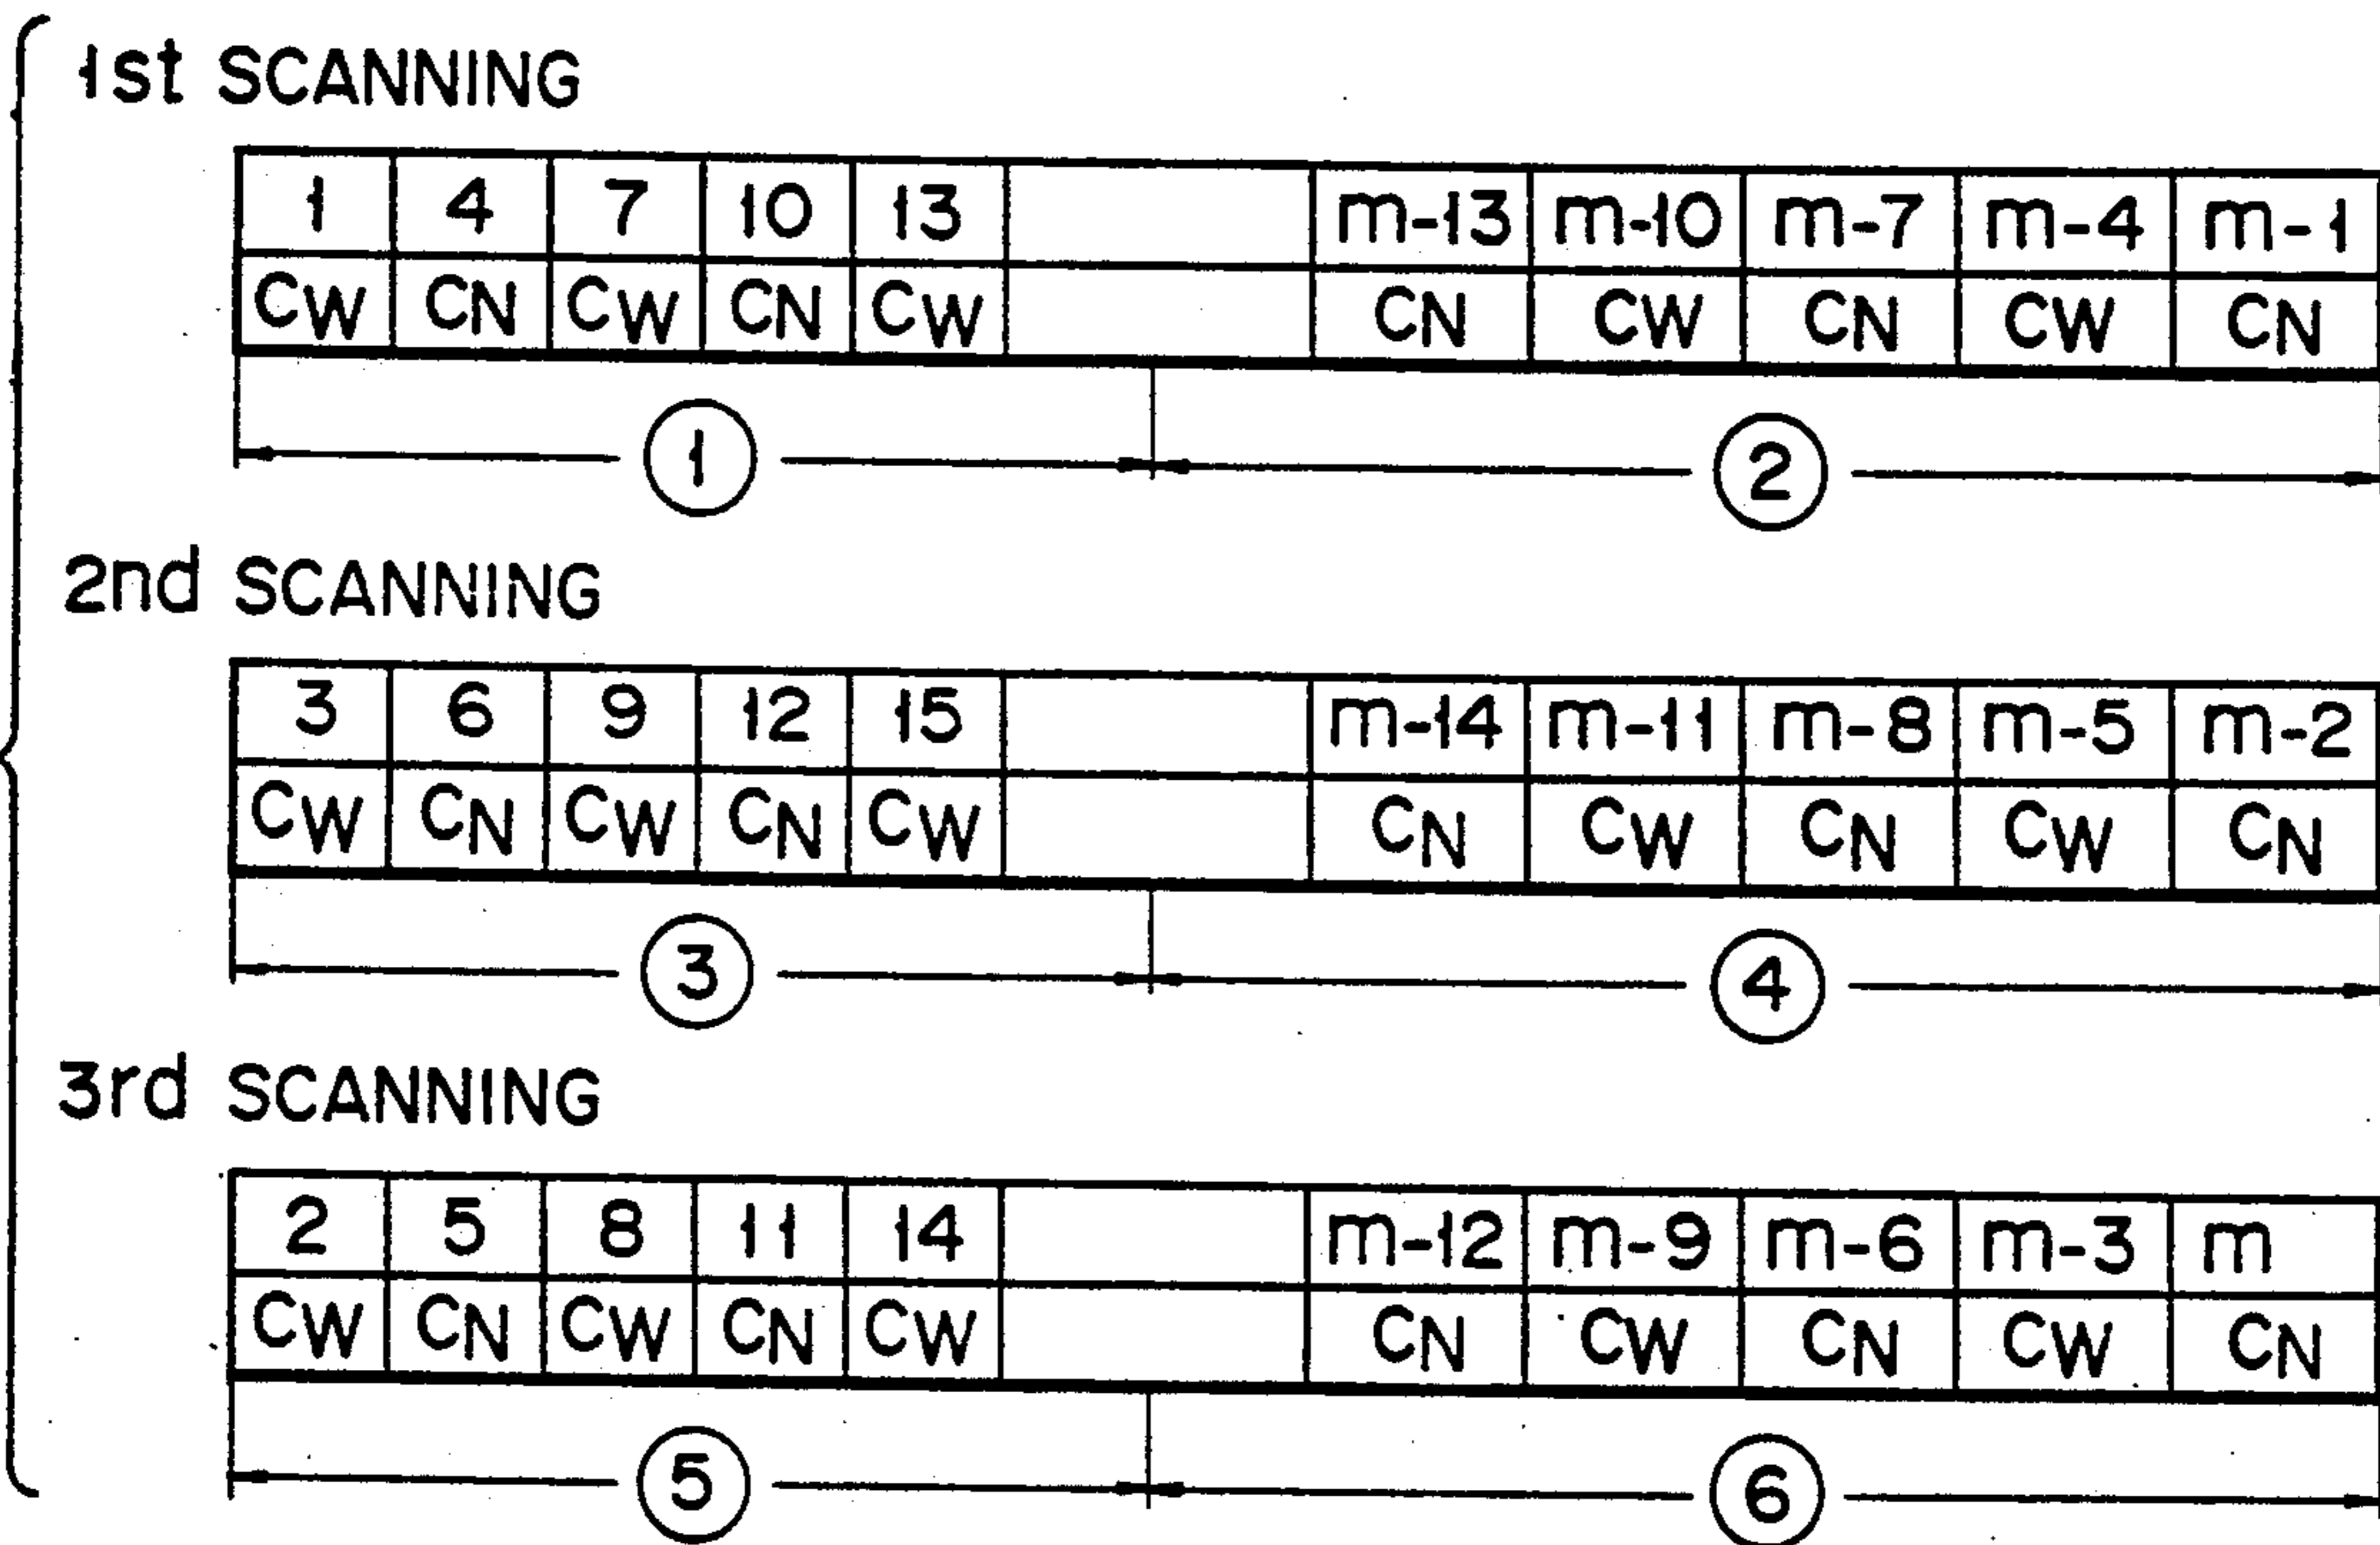 1st SCANNING
1 4 7 10 13 m-13 m-10 m-7 m-4 m-1
CW CN CW CN CW CN CW CN CW CN
1 2
2nd SCANNING
3 6 9 12 15 m-14 m-11 m-8 m-5 m-2
CW CN CW CN CW CN CW CN CW CN
3 4
3rd SCANNING
2 5 8 11 14 m-12 m-9 m-6 m-3 m
CW CN CW CN CW CN CW CN CW CN
5 6